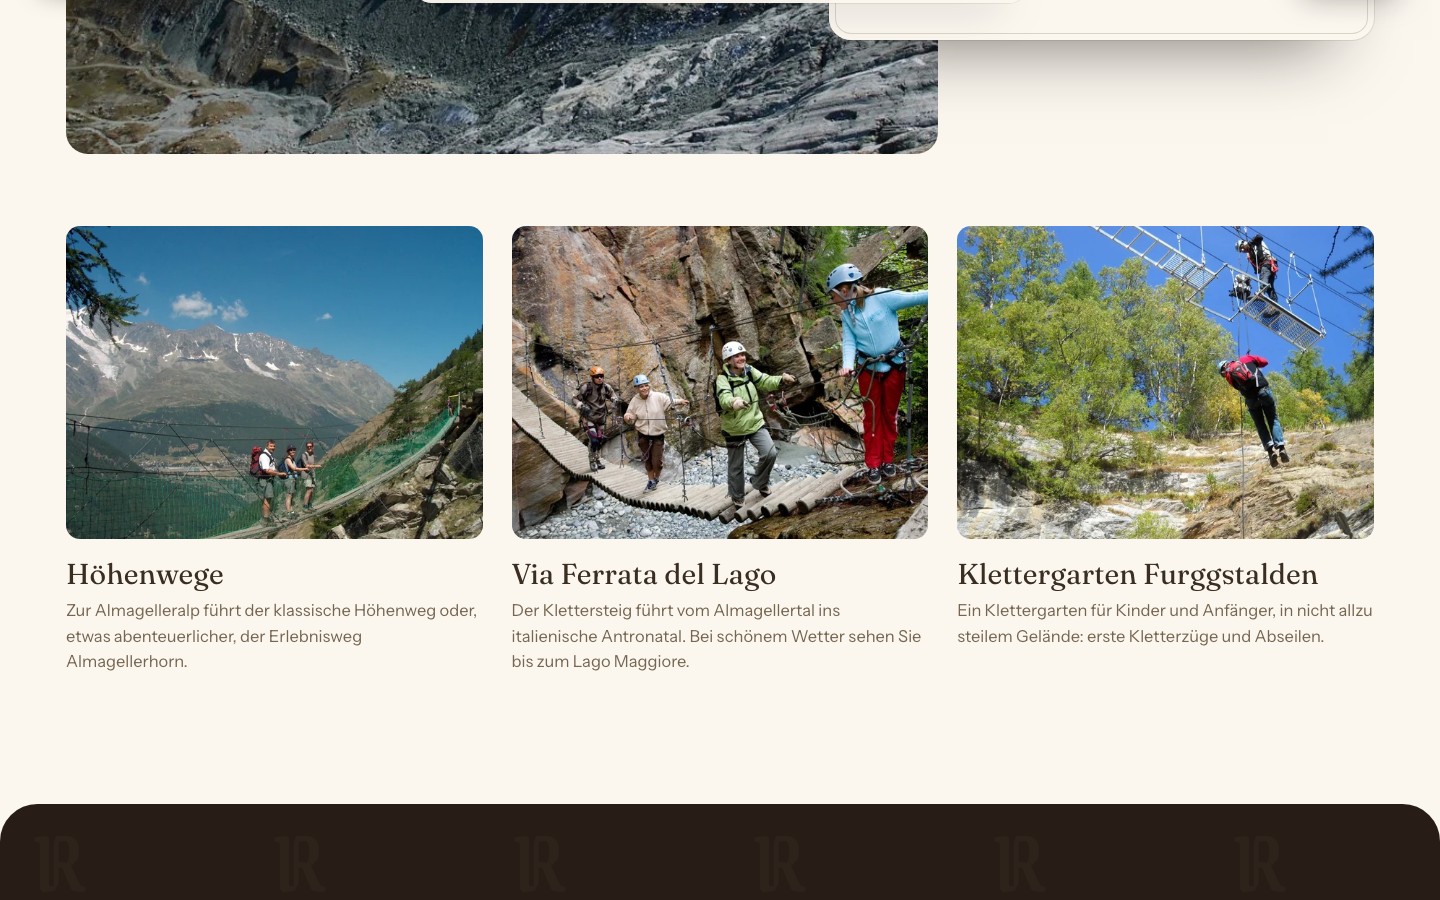 Höhenwege
Zur Almagelleralp führt der klassische Höhenweg oder,
etwas abenteuerlicher, der Erlebnisweg
Almagellerhorn.
Via Ferrata del Lago
Der Klettersteig führt vom Almagellertal ins
italienische Antronatal. Bei schönem Wetter sehen Sie
bis zum Lago Maggiore.
Klettergarten Furggstalden
Ein Klettergarten für Kinder und Anfänger, in nicht allzu
steilem Gelände: erste Kletterzüge und Abseilen.